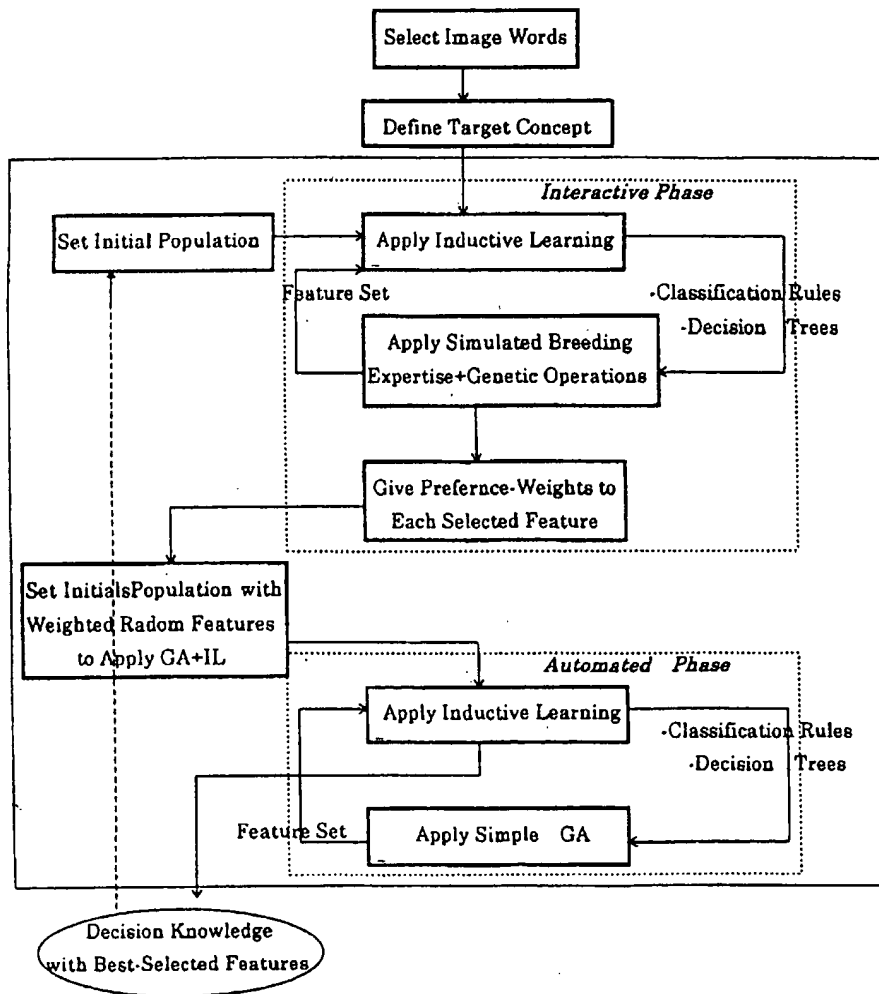 Select Image Words
Define Target Concept
Interactive Phase
Set Initial Population
Apply Inductive Learning
Feature Set
·Classification Rules
·Decision Trees
Apply Simulated Breeding
Expertise+Genetic Operations
Give Prefernce-Weights to
Each Selected Feature
Set InitialsPopulation with
Weighted Radom Features
to Apply GA+IL
Automated Phase
Apply Inductive Learning
·Classification Rules
·Decision Trees
Feature Set
Apply Simple GA
Decision Knowledge
with Best-Selected Features